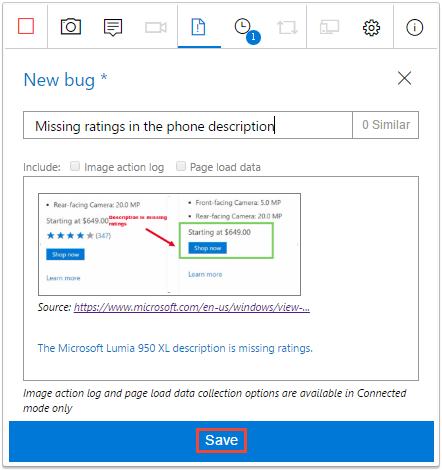 1
New bug *
Missing ratings in the phone description
0 Similar
Include: Image action log Page load data
• Rear-facing Camera: 20.0 MP
Starting at $649.00
(347)
Shop now
Learn more
Description is missing
ratings
• Front-facing Camera: 5.0 MP
• Rear-facing Camera: 20.0 MP
Starting at $649.00
Shop now
Learn more
Source: https://www.microsoft.com/en-us/windows/view-...
The Microsoft Lumia 950 XL description is missing ratings.
Image action log and page load data collection options are available in Connected
mode only
Save